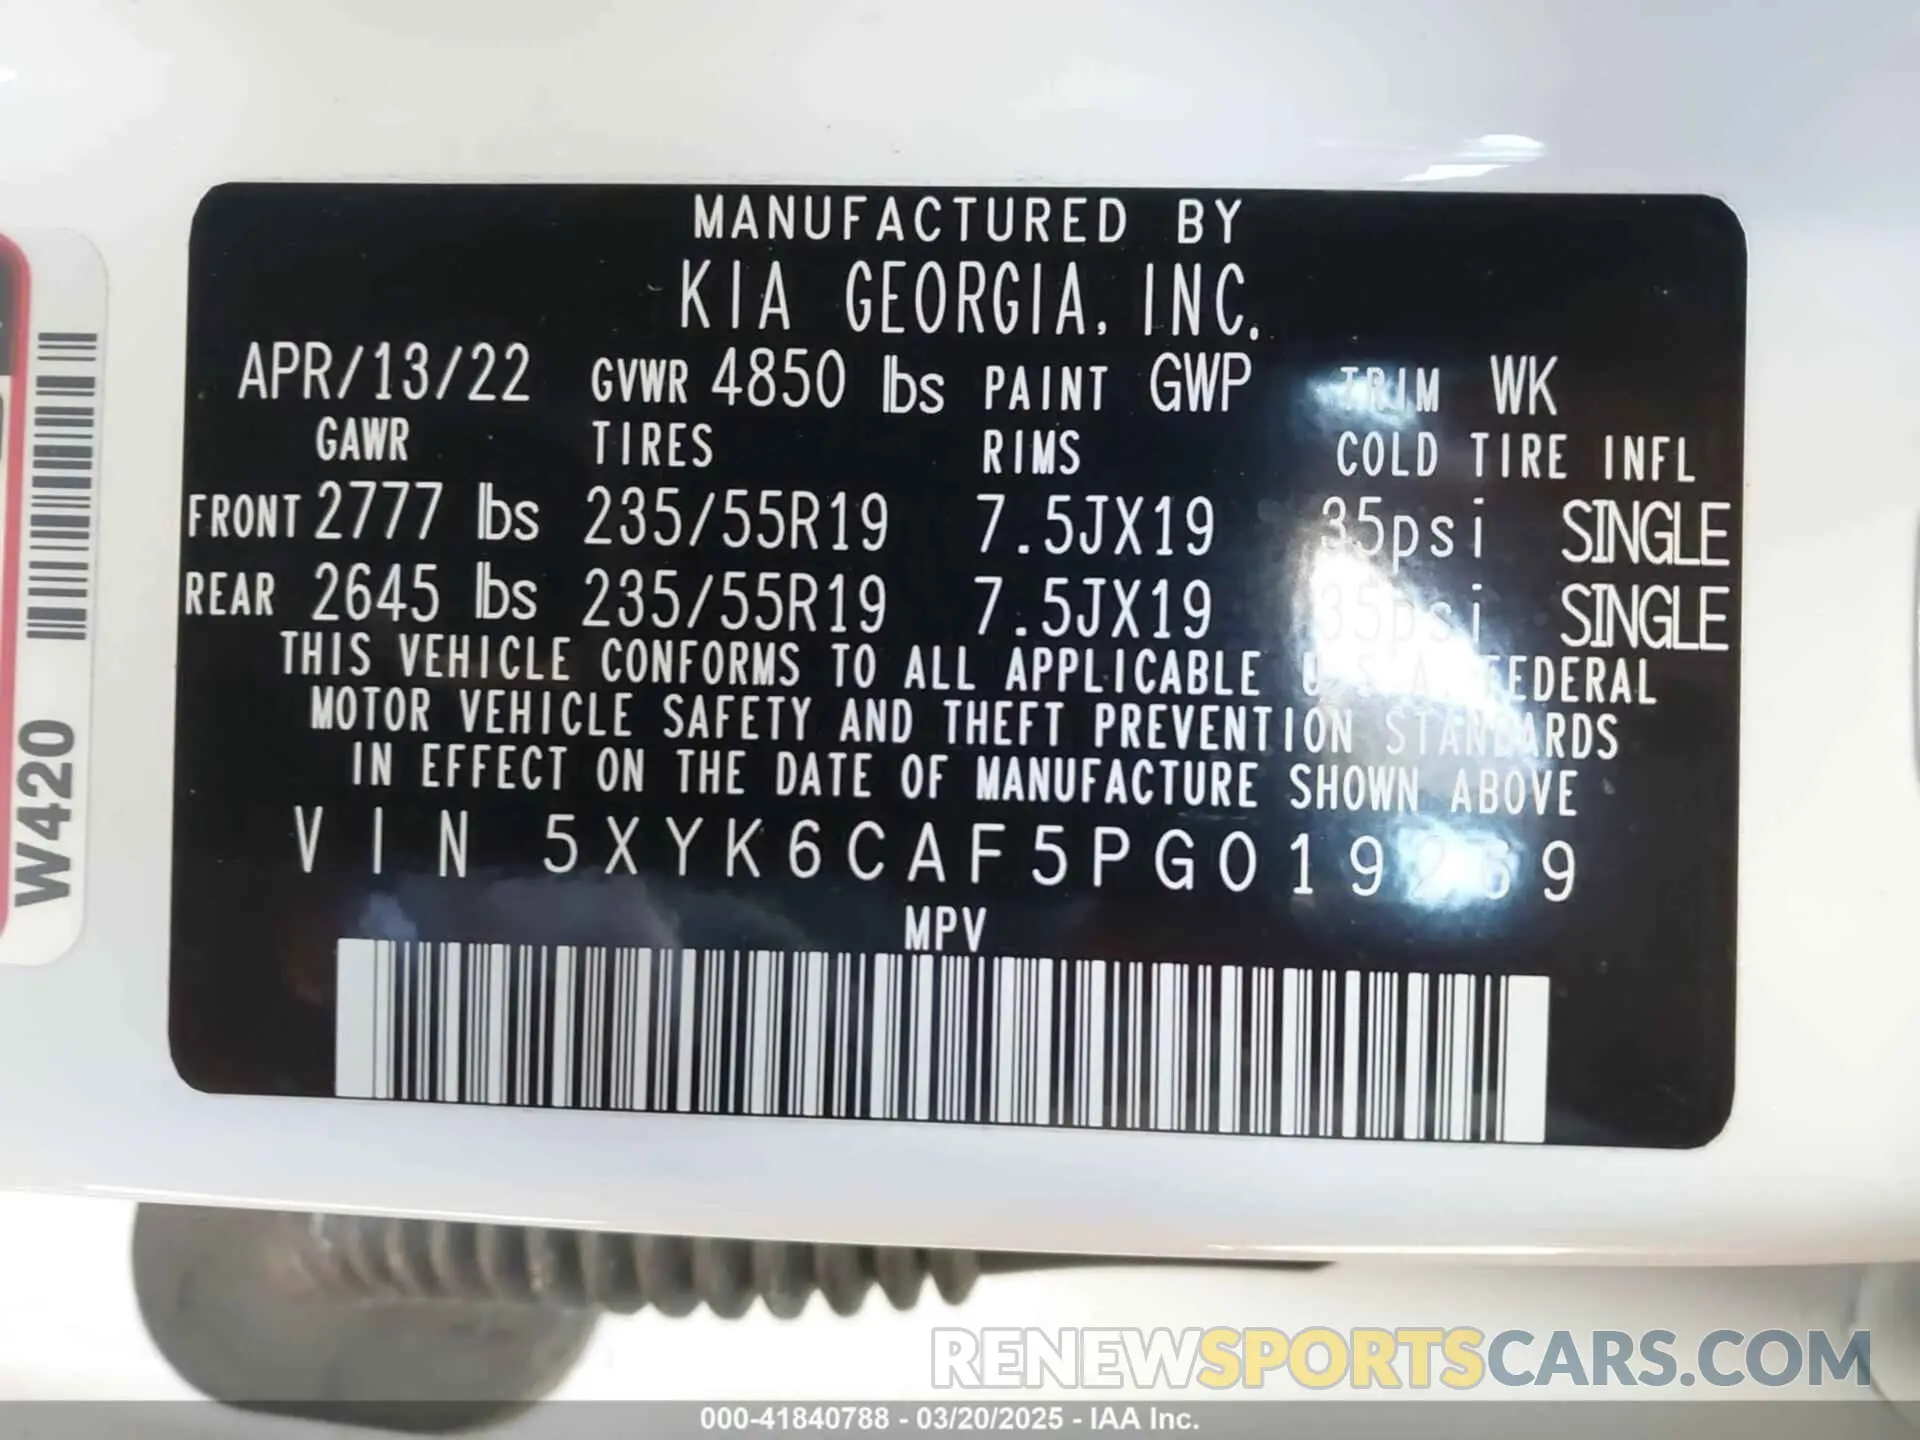 MANUFACTURED BY
KIA GEORGIA, INC.
APR/13/22 GVWR 4850 lbs PAINT GWP TRIM WK
GAWR TIRES RIMS COLD TIRE INFL
FRONT 2777 lbs 235/55R19 7.5JX19 35psi SINGLE
REAR 2645 lbs 235/55R19 7.5JX19 35psi SINGLE
THIS VEHICLE CONFORMS TO ALL APPLICABLE U.S.A. FEDERAL
MOTOR VEHICLE SAFETY AND THEFT PREVENTION STANDARDS
IN EFFECT ON THE DATE OF MANUFACTURE SHOWN ABOVE
VIN 5XYK6CAF5PG019269
MPV
W420
RENEWSPORTSCARS.COM
000-41840788 - 03/20/2025 - IAA Inc.